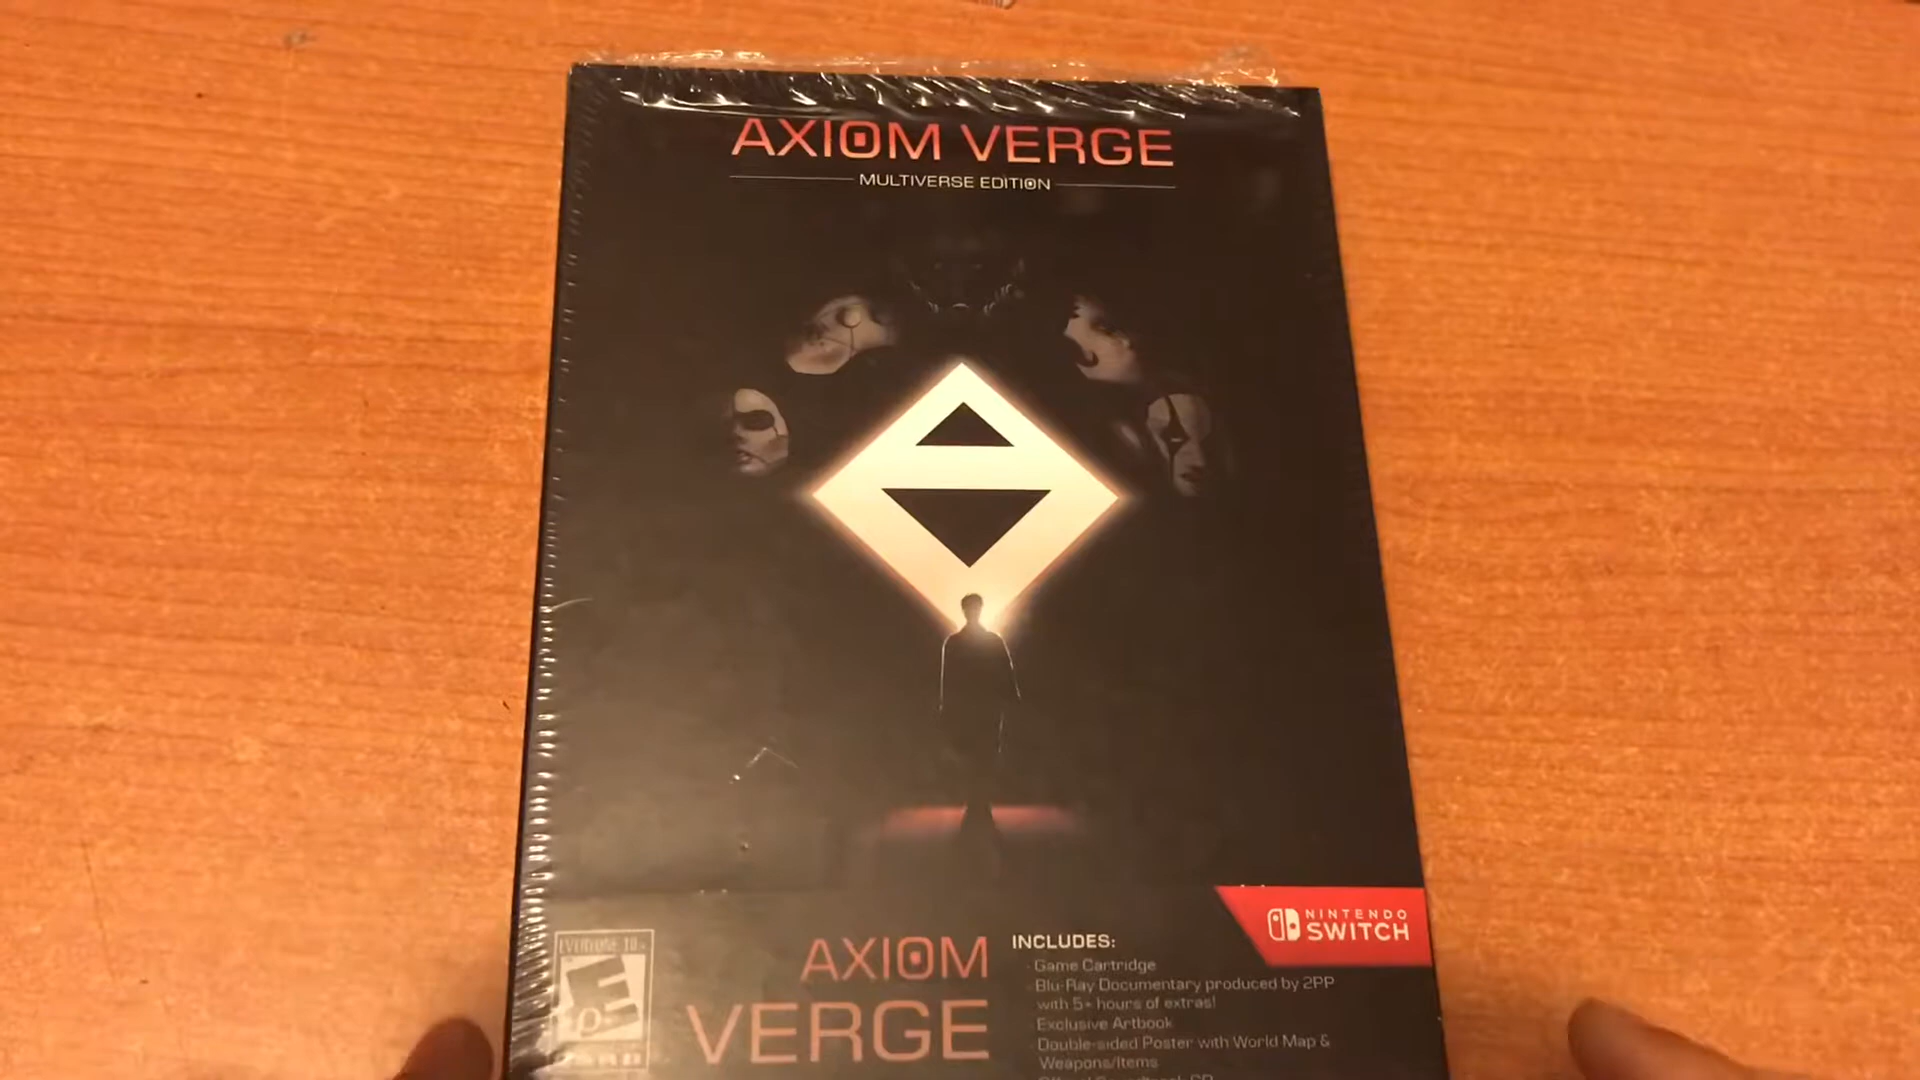 AXIOM VERGE
MULTIVERSE EDITION
NINTENDO
SWITCH
EVERYONE 10+
E
AXIOM
VERGE
INCLUDES:
· Game Cartridge
· Blu-Ray Documentary produced by 2PP
with 5+ hours of extras!
· Exclusive Artbook
· Double-sided Poster with World Map &
Weapons/Items